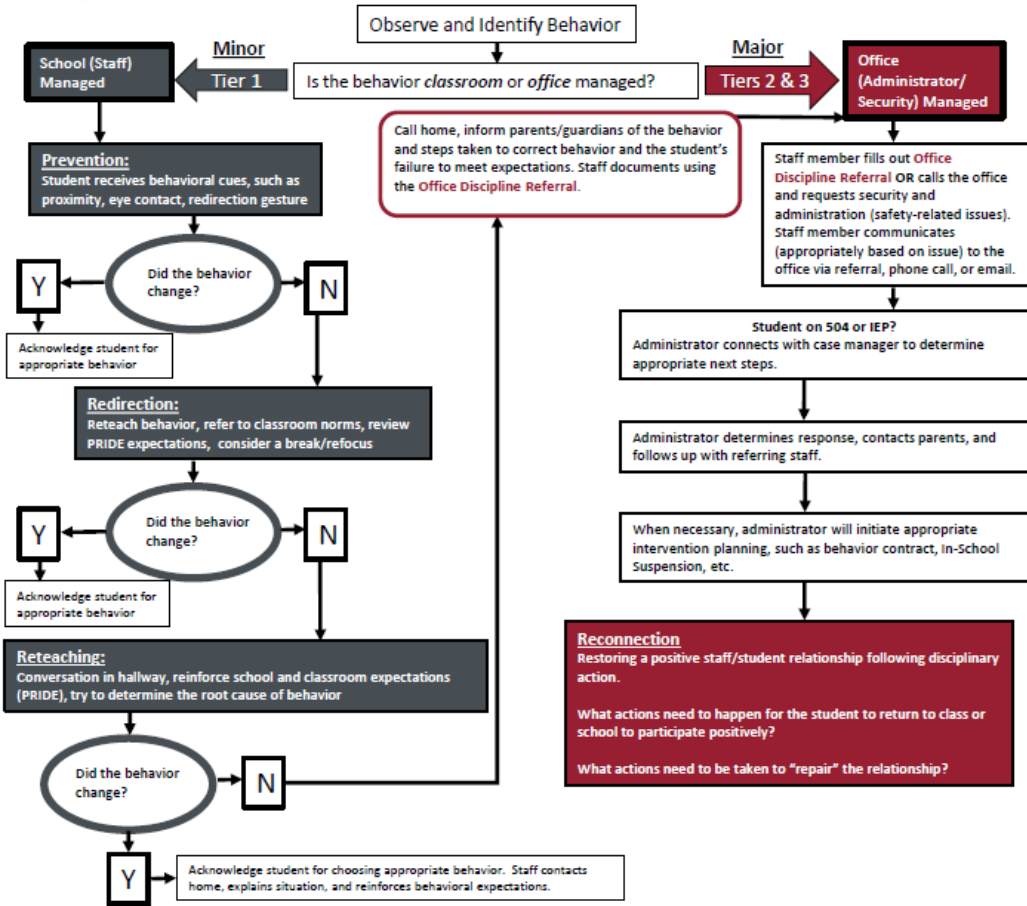 Observe and Identify Behavior
Minor
Major
School (Staff)
Managed
Tier 1
Is the behavior classroom or office managed?
Tiers 2 & 3
Office
(Administrator/
Security) Managed
Call home, inform parents/guardians of the behavior
and steps taken to correct behavior and the student's
failure to meet expectations. Staff documents using
the Office Discipline Referral.
Prevention:
Student receives behavioral cues, such as
proximity, eye contact, redirection gesture
Did the behavior
change?
Y
N
Acknowledge student for
appropriate behavior
Redirection:
Reteach behavior, refer to classroom norms, review
PRIDE expectations, consider a break/refocus
Did the behavior
change?
Y
N
Acknowledge student for
appropriate behavior
Reteaching:
Conversation in hallway, reinforce school and classroom expectations
(PRIDE), try to determine the root cause of behavior
Did the behavior
change?
N
Y
Acknowledge student for choosing appropriate behavior. Staff contacts
home, explains situation, and reinforces behavioral expectations.
Staff member fills out Office
Discipline Referral OR calls the office
and requests security and
administration (safety-related issues).
Staff member communicates
(appropriately based on issue) to the
office via referral, phone call, or email.
Student on 504 or IEP?
Administrator connects with case manager to determine
appropriate next steps.
Administrator determines response, contacts parents, and
follows up with referring staff.
When necessary, administrator will initiate appropriate
intervention planning, such as behavior contract, In-School
Suspension, etc.
Reconnection
Restoring a positive staff/student relationship following disciplinary
action.
What actions need to happen for the student to return to class or
school to participate positively?
What actions need to be taken to "repair" the relationship?